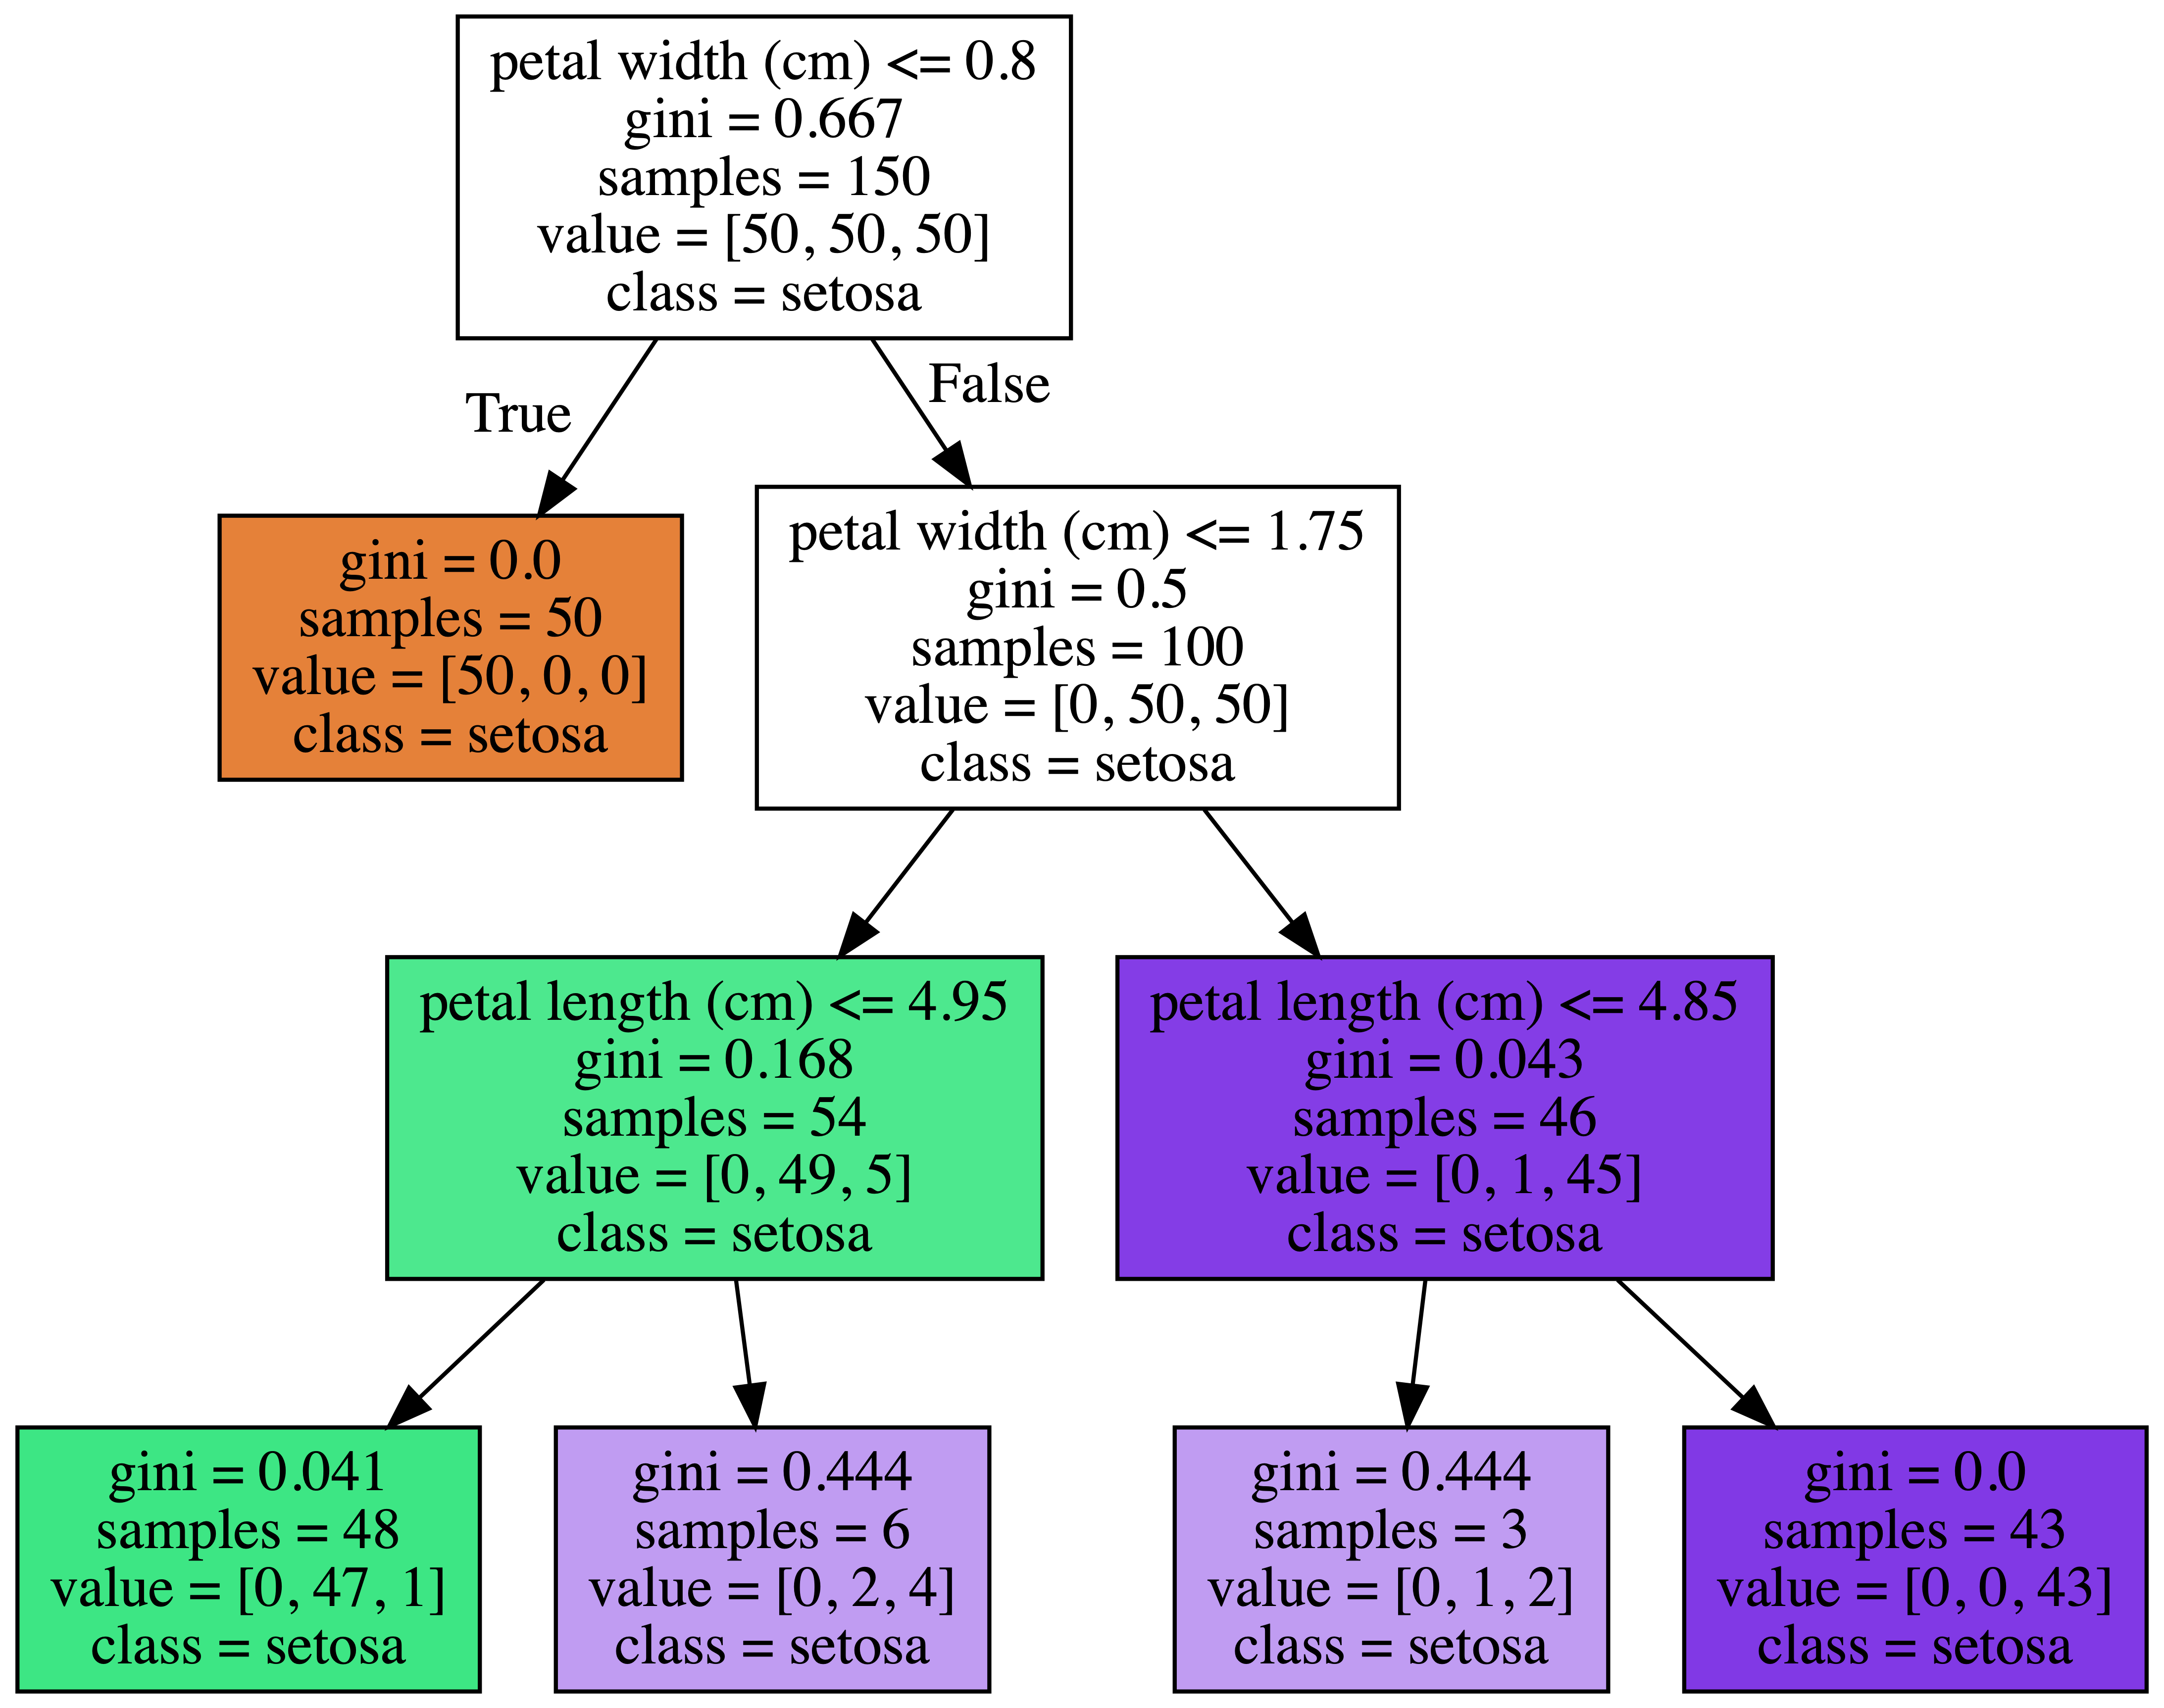 petal width (cm) <= 0.8
gini = 0.667
samples = 150
value = [50, 50, 50]
class = setosa
True
False
gini = 0.0
samples = 50
value = [50, 0, 0]
class = setosa
petal width (cm) <= 1.75
gini = 0.5
samples = 100
value = [0, 50, 50]
class = setosa
petal length (cm) <= 4.95
gini = 0.168
samples = 54
value = [0, 49, 5]
class = setosa
petal length (cm) <= 4.85
gini = 0.043
samples = 46
value = [0, 1, 45]
class = setosa
gini = 0.041
samples = 48
value = [0, 47, 1]
class = setosa
gini = 0.444
samples = 6
value = [0, 2, 4]
class = setosa
gini = 0.444
samples = 3
value = [0, 1, 2]
class = setosa
gini = 0.0
samples = 43
value = [0, 0, 43]
class = setosa